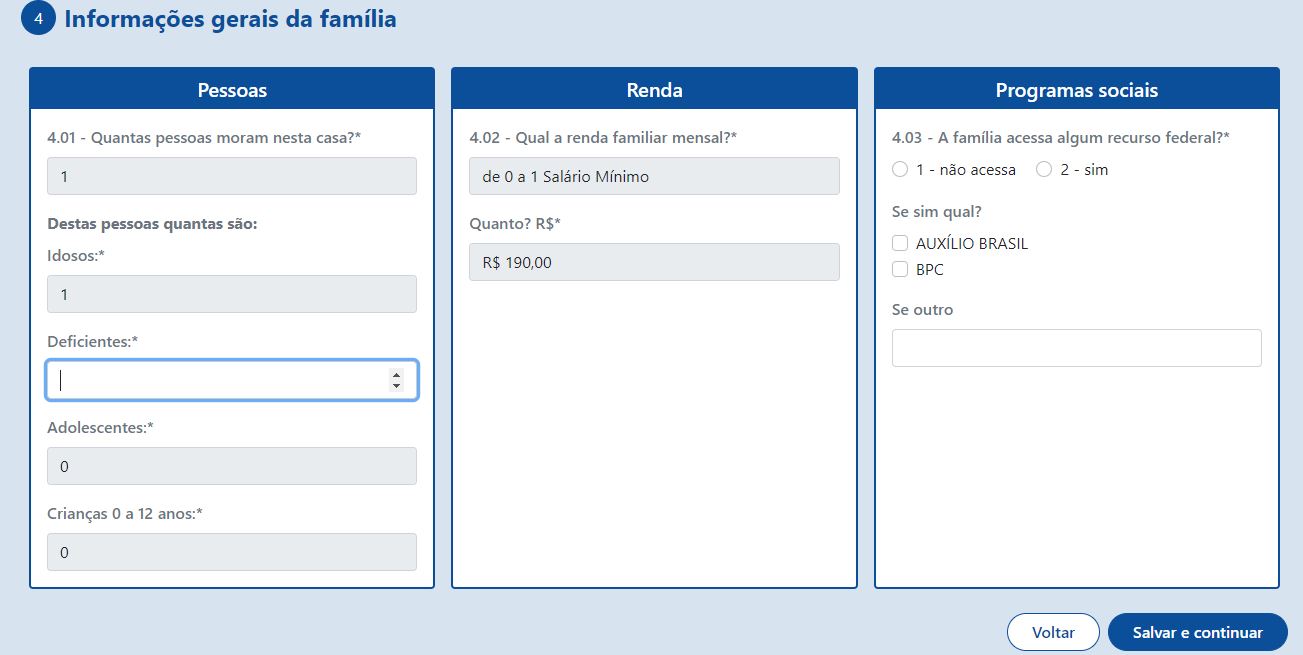 4 Informações gerais da família
Pessoas
4.01 - Quantas pessoas moram nesta casa?*
1
Destas pessoas quantas são:
Idosos:*
1
Deficientes:*
Adolescentes:*
0
Crianças 0 a 12 anos:*
0
Renda
4.02 - Qual a renda familiar mensal?*
de 0 a 1 Salário Mínimo
Quanto? R$*
R$ 190,00
Programas sociais
4.03 - A família acessa algum recurso federal?*
1 - não acessa 2 - sim
Se sim qual?
AUXÍLIO BRASIL
BPC
Se outro
Voltar Salvar e continuar